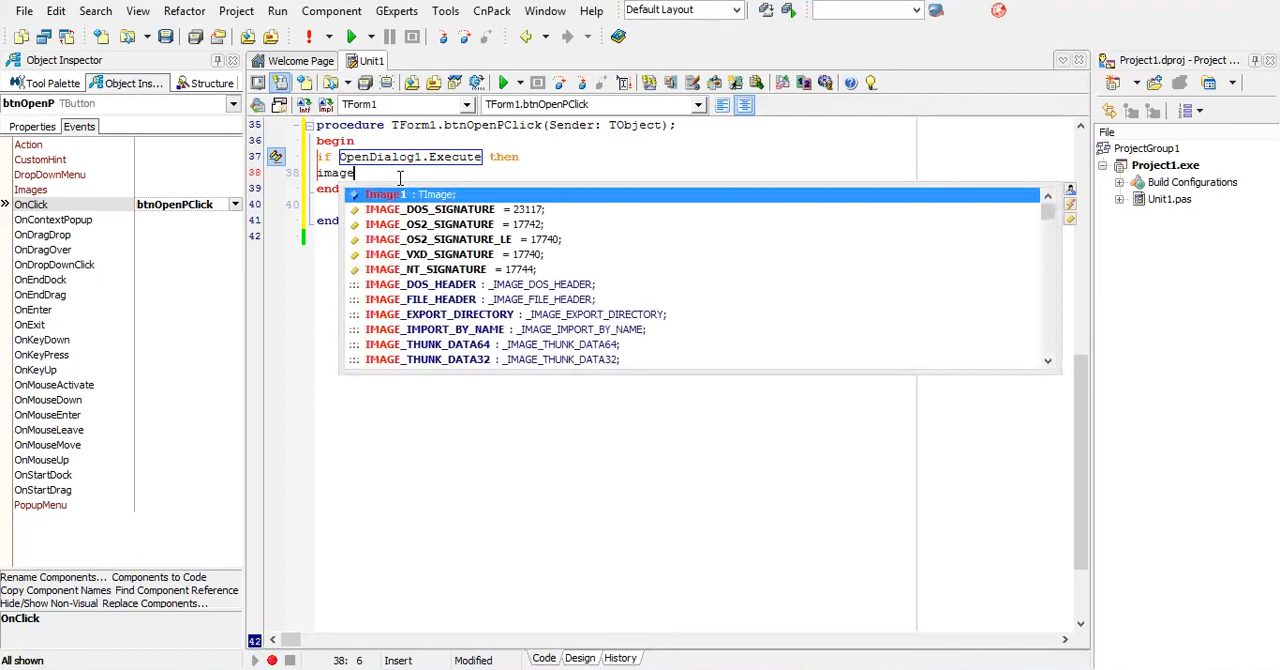 File Edit Search View Refactor Project Run Component GExperts Tools CnPack Window Help Default Layout
Object Inspector
Welcome Page Unit1
Project1.dproj - Project ...
Tool Palette Object Ins... Structure
btnOpenP TButton
TForm1 TForm1.btnOpenPClick
Properties Events
File
Action
CustomHint
DropDownMenu
Images
OnClick btnOpenPClick
OnContextPopup
OnDragDrop
OnDragOver
OnDropDownClick
OnEndDock
OnEndDrag
OnEnter
OnExit
OnKeyDown
OnKeyPress
OnKeyUp
OnMouseActivate
OnMouseDown
OnMouseEnter
OnMouseLeave
OnMouseMove
OnMouseUp
OnStartDock
OnStartDrag
PopupMenu
Rename Components... Components to Code
Copy Component Names Find Component Reference
Hide/Show Non-Visual Replace Components...
OnClick
All shown
35 procedure TForm1.btnOpenPClick(Sender: TObject);
36 begin
37 if OpenDialog1.Execute then
38 38 image
39 end
40 40
41 end
42
Image1 : TImage;
IMAGE_DOS_SIGNATURE = 23117;
IMAGE_OS2_SIGNATURE = 17742;
IMAGE_OS2_SIGNATURE_LE = 17740;
IMAGE_VXD_SIGNATURE = 17740;
IMAGE_NT_SIGNATURE = 17744;
IMAGE_DOS_HEADER : _IMAGE_DOS_HEADER;
IMAGE_FILE_HEADER : _IMAGE_FILE_HEADER;
IMAGE_EXPORT_DIRECTORY : _IMAGE_EXPORT_DIRECTORY;
IMAGE_IMPORT_BY_NAME : _IMAGE_IMPORT_BY_NAME;
IMAGE_THUNK_DATA64 : _IMAGE_THUNK_DATA64;
IMAGE_THUNK_DATA32 : _IMAGE_THUNK_DATA32;
ProjectGroup1
Project1.exe
Build Configurations
Unit1.pas
42
38: 6 Insert Modified Code Design History